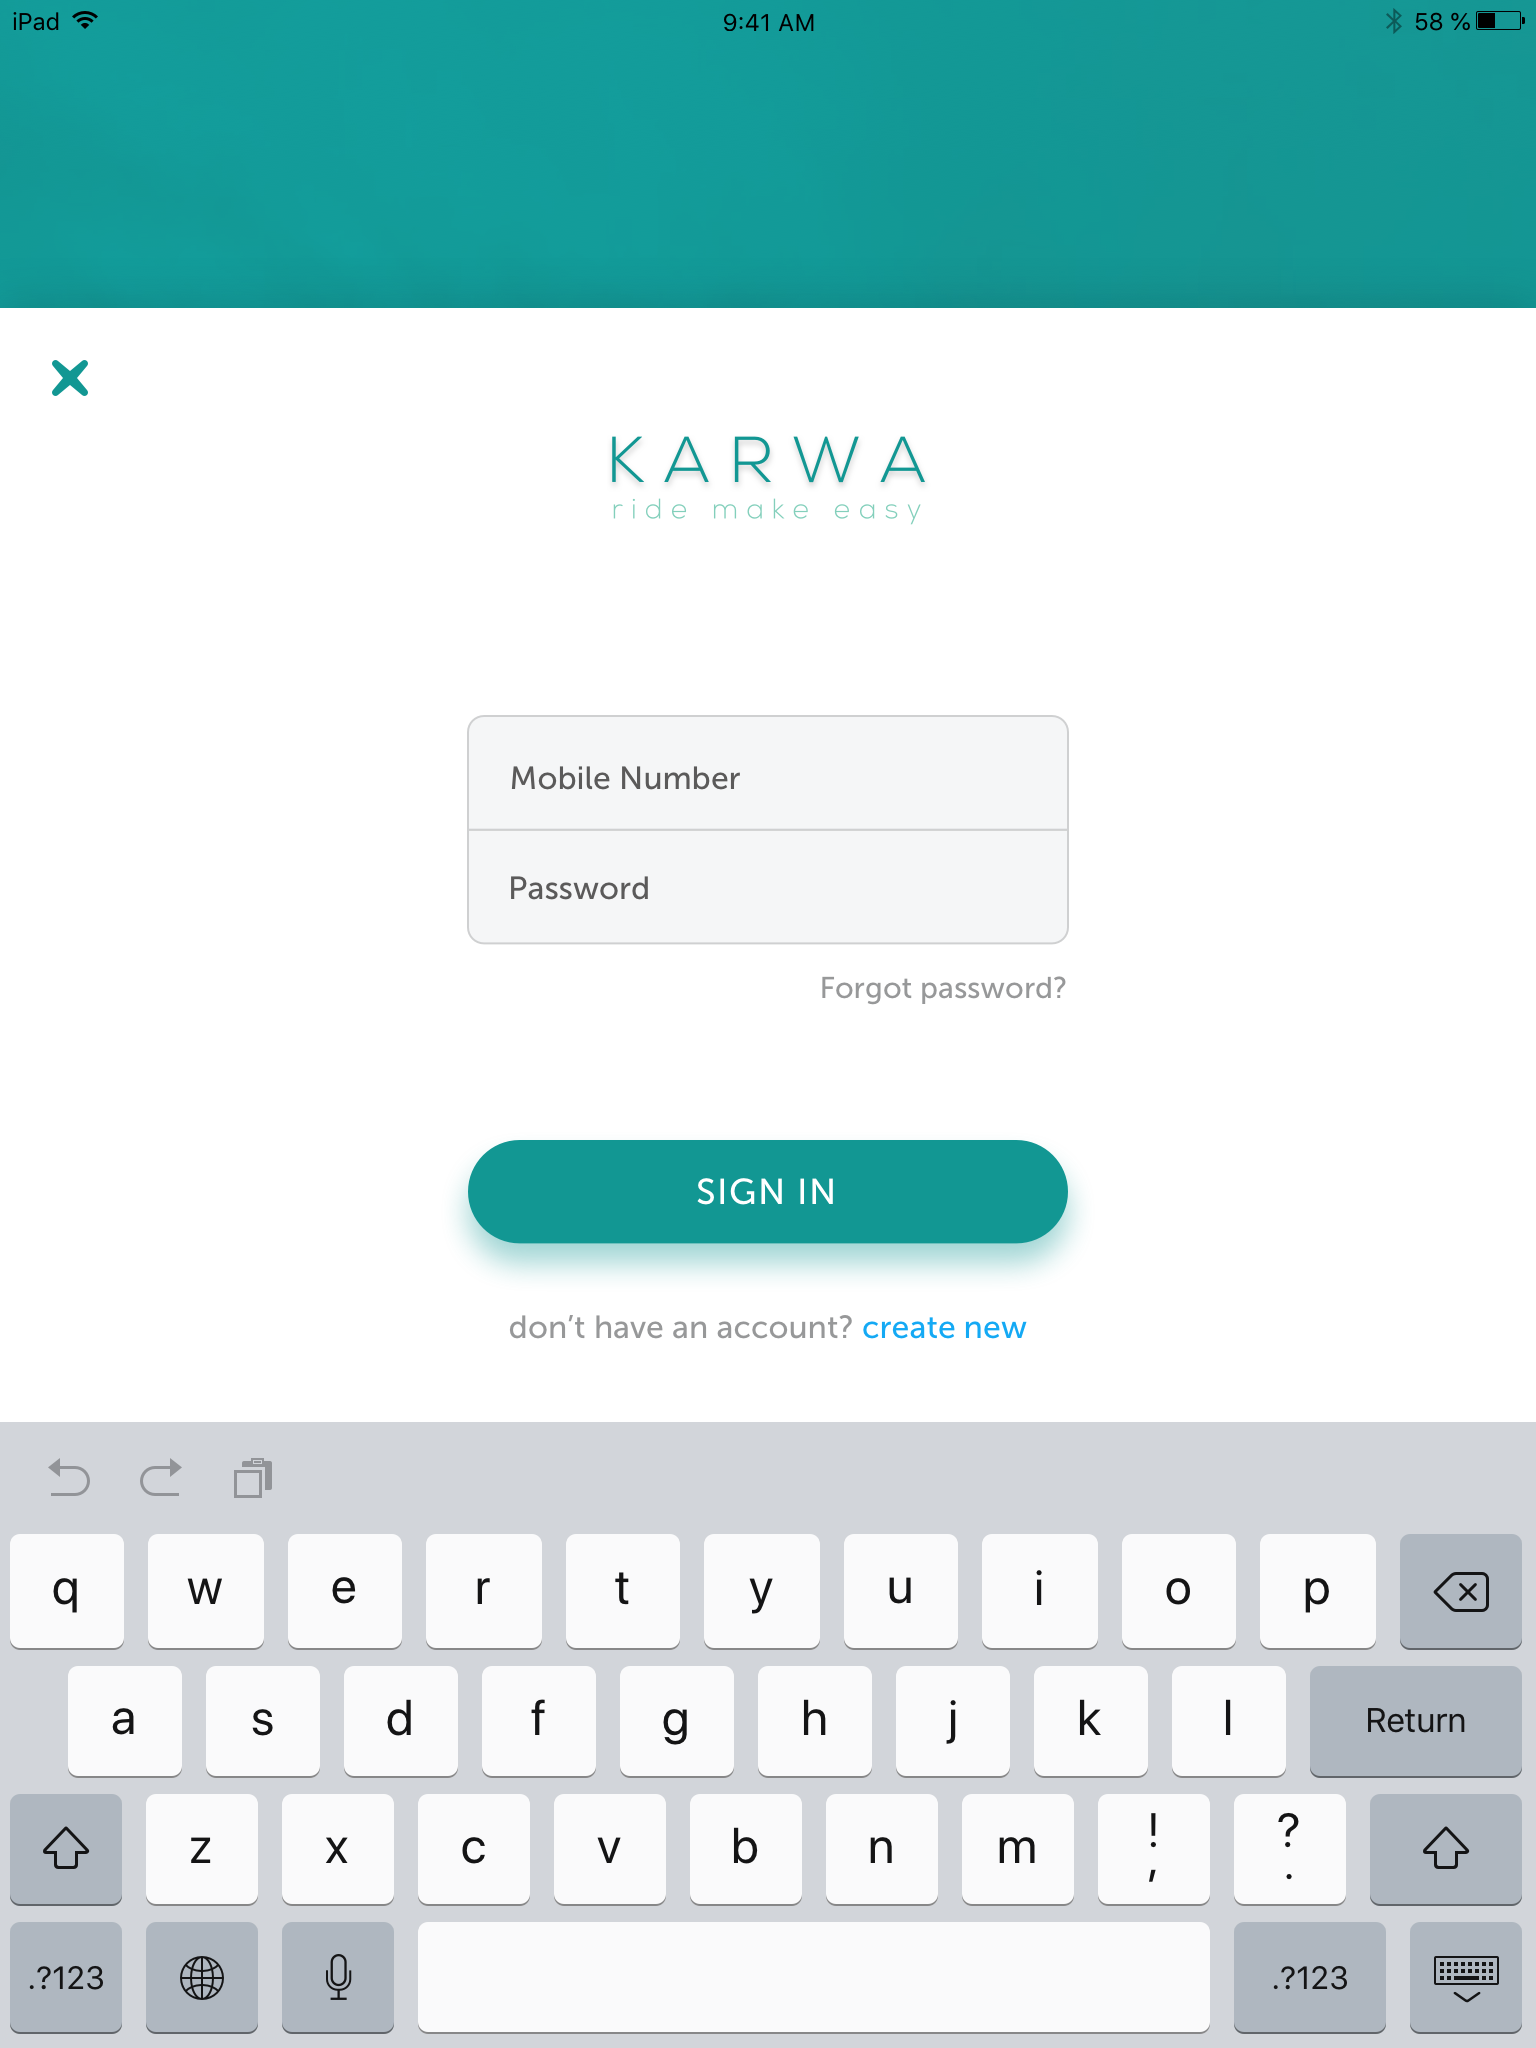 iPad 9:41 AM 58 %
KARWA
ride make easy
Mobile Number
Password
Forgot password?
SIGN IN
don't have an account? create new
q w e r t y u i o p
a s d f g h j k l Return
z x c v b n m ! , ? .
.?123 .?123